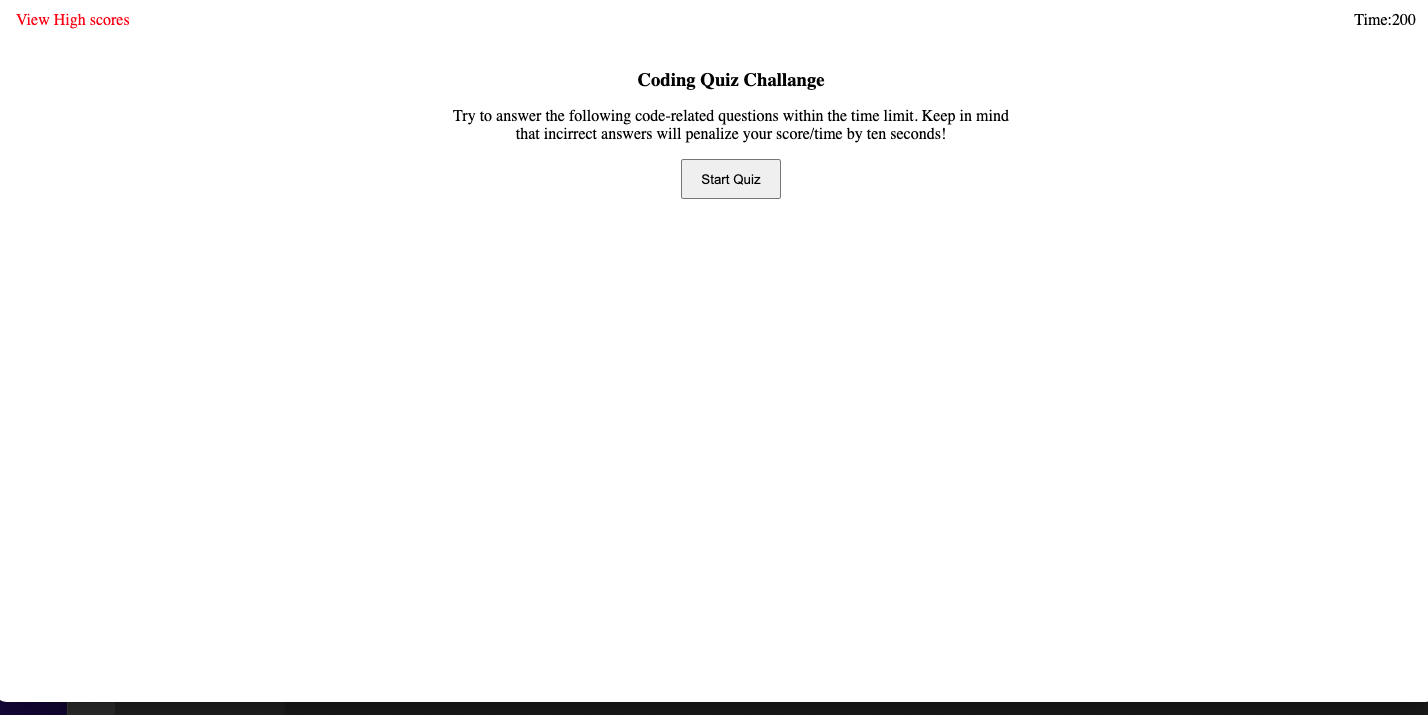 View High scores
Time:200
Coding Quiz Challange
Try to answer the following code-related questions within the time limit. Keep in mind
that incirrect answers will penalize your score/time by ten seconds!
Start Quiz